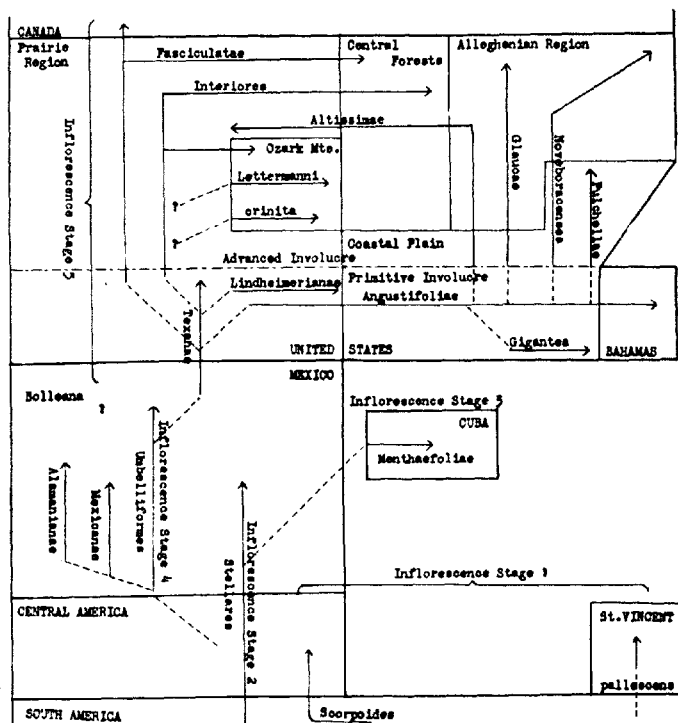 CANADA
Prairie
Region
Fasciculatae
Central
Forests
Alleghenian Region
Interiores
Altissimae
Ozark Mts.
Lettermanni
?
crinita
?
Inflorescence Stage 5
Glaucae
Noveboracenses
Pulchellae
Coastal Plain
Advanced Involucre
Primitive Involucre
Lindheimerianae
Angustifoliae
Texanae
Gigantea
UNITED STATES
BAHAMAS
MEXICO
Bolleana
?
Inflorescence Stage 3
CUBA
Menthaefoliae
Alamanianae
Mexicanae
Umbelliformes
Inflorescence Stage 4
Stellares
Inflorescence Stage 2
Inflorescence Stage 1
CENTRAL AMERICA
St. VINCENT
pallescens
SOUTH AMERICA
Scorpoides